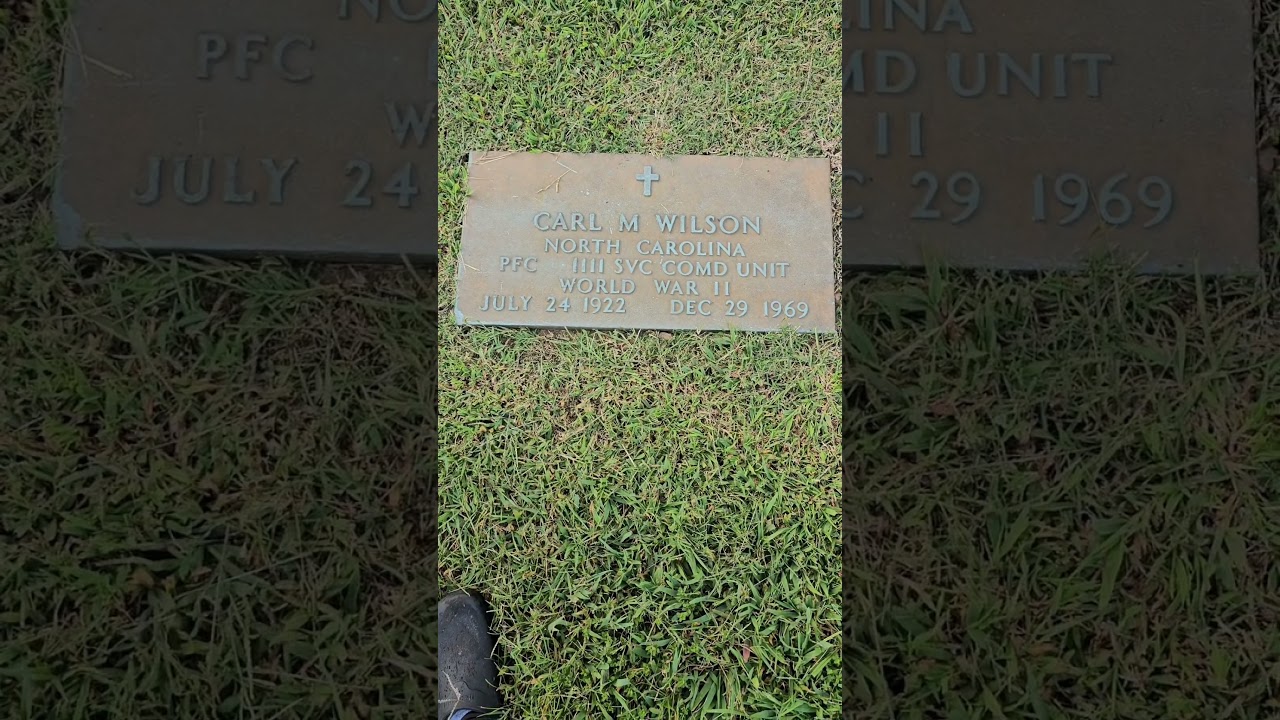 CARL M WILSON
NORTH CAROLINA
PFC 1111 SVC COMD UNIT
WORLD WAR II
JULY 24 1922 DEC 29 1969